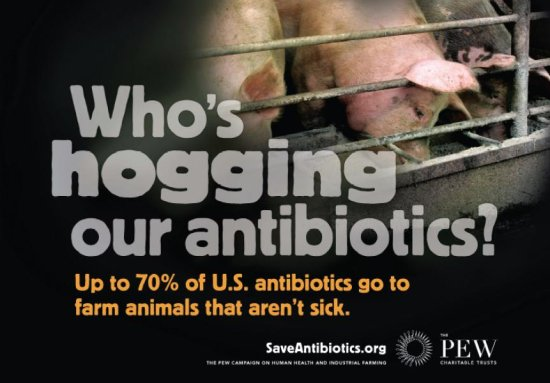 Who's
hogging
our antibiotics?
Up to 70% of U.S. antibiotics go to
farm animals that aren't sick.
SaveAntibiotics.org
THE PEW CAMPAIGN ON HUMAN HEALTH AND INDUSTRIAL FARMING
THE
PEW
CHARITABLE TRUSTS